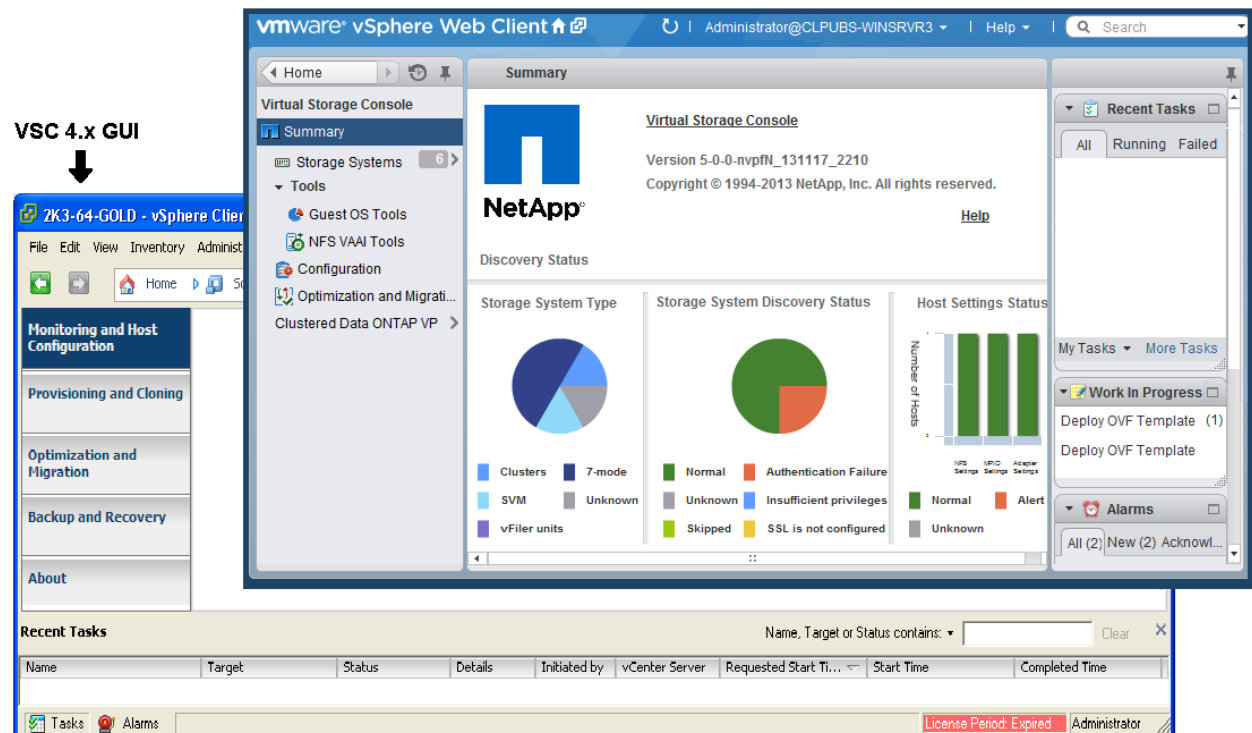 vmware® vSphere Web Client
Administrator@CLPUBS-WINSRVR3
Help
Search
Home
Virtual Storage Console
Summary
Storage Systems
6
Tools
Guest OS Tools
NFS VAAI Tools
Configuration
Optimization and Migrati...
Clustered Data ONTAP VP
Summary
NetApp
Virtual Storage Console
Version 5-0-0-nvpfN_131117_2210
Copyright © 1994-2013 NetApp, Inc. All rights reserved.
Help
Discovery Status
Storage System Type
Clusters
7-mode
SVM
Unknown
vFiler units
Storage System Discovery Status
Normal
Authentication Failure
Unknown
Insufficient privileges
Skipped
SSL is not configured
Host Settings Status
Number of Hosts
NFS Settings
MPIO Settings
Adapter Settings
Normal
Alert
Unknown
Recent Tasks
All Running Failed
My Tasks
More Tasks
Work In Progress
Deploy OVF Template (1)
Deploy OVF Template
Alarms
All (2) New (2) Acknowl...
VSC 4.x GUI
2K3-64-GOLD - vSphere Clien
File Edit View Inventory Administ
Home
Monitoring and Host
Configuration
Provisioning and Cloning
Optimization and
Migration
Backup and Recovery
About
Recent Tasks
Name, Target or Status contains:
Clear
Name
Target
Status
Details
Initiated by
vCenter Server
Requested Start Ti...
Start Time
Completed Time
Tasks
Alarms
License Period: Expired
Administrator